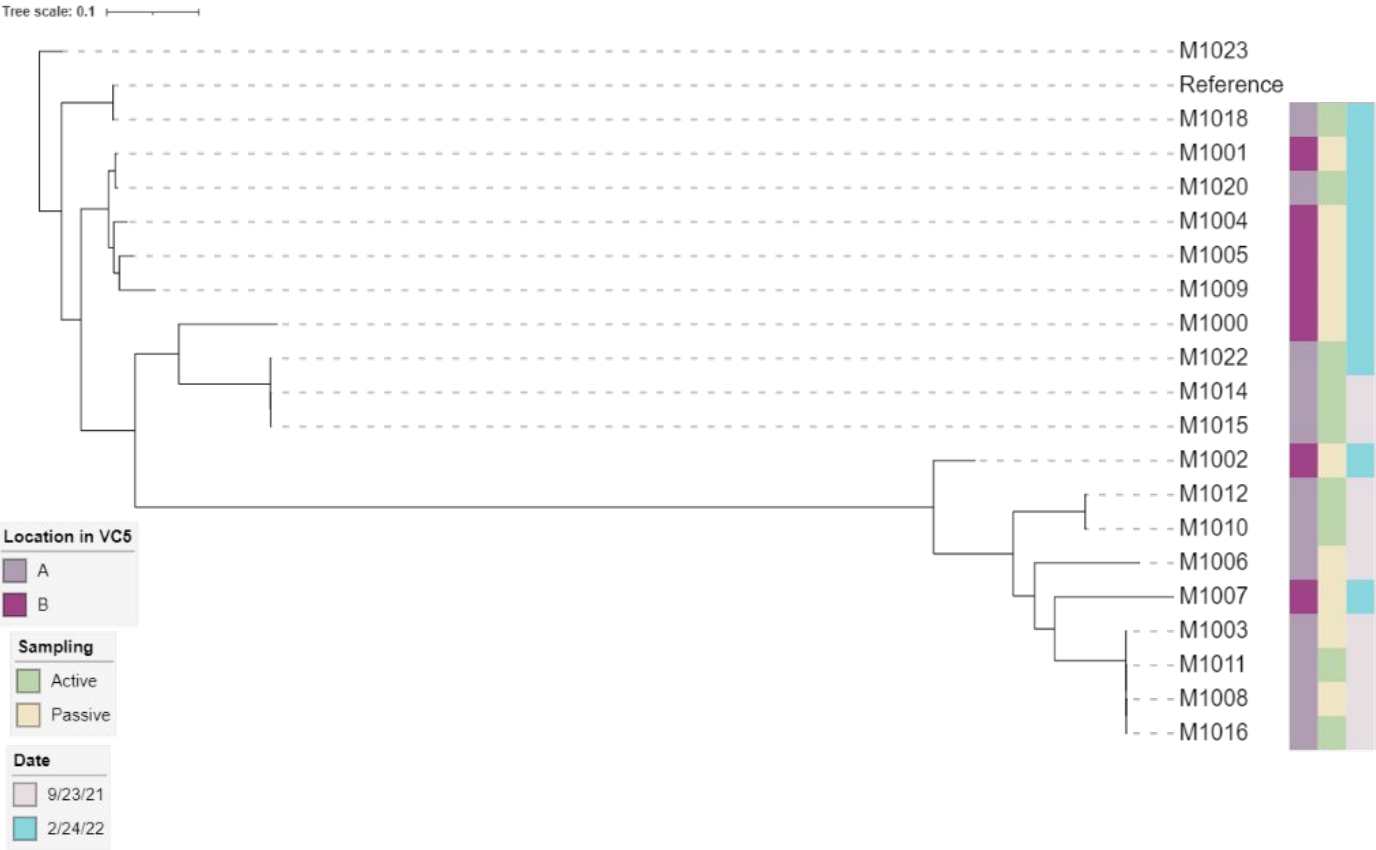 Tree scale: 0.1
M1023
Reference
M1018
M1001
M1020
M1004
M1005
M1009
M1000
M1022
M1014
M1015
M1002
M1012
M1010
M1006
M1007
M1003
M1011
M1008
M1016
Location in VC5
A
B
Sampling
Active
Passive
Date
9/23/21
2/24/22